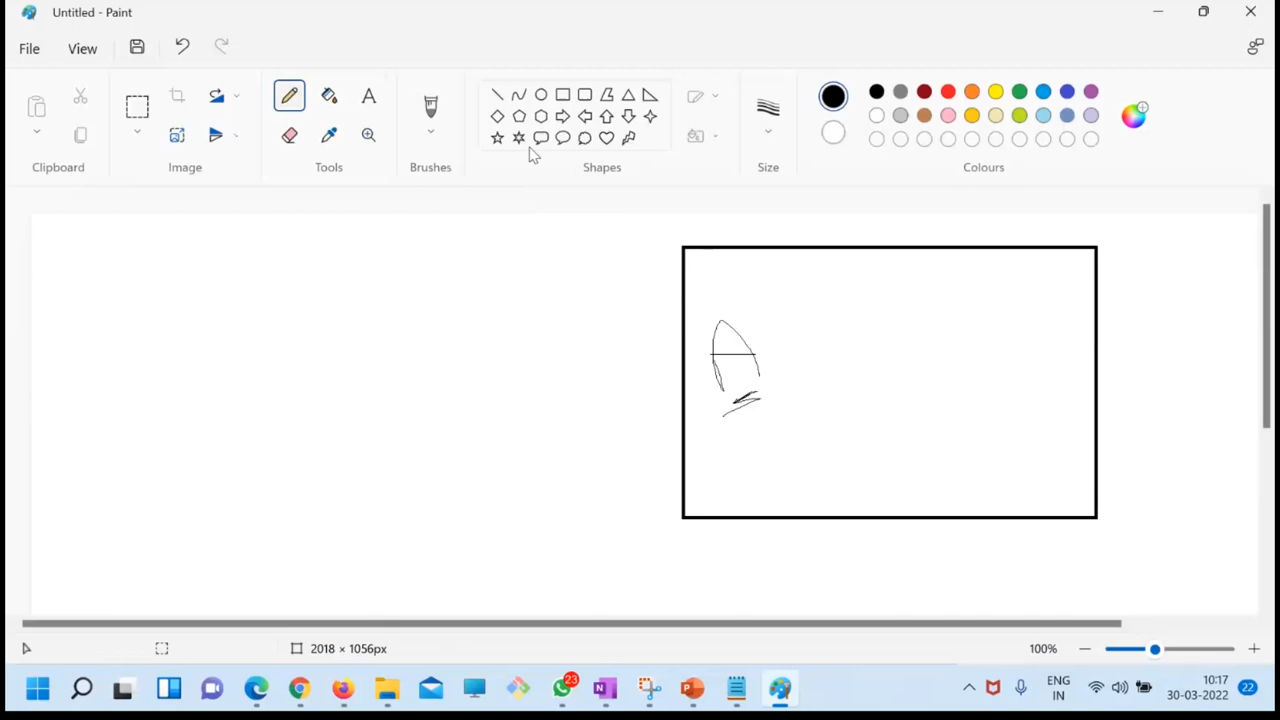 Untitled - Paint
File View
Clipboard Image Tools Brushes Shapes Size Colours
A
A
2018 × 1056px 100%
23
ENG
IN
10:17
30-03-2022
22